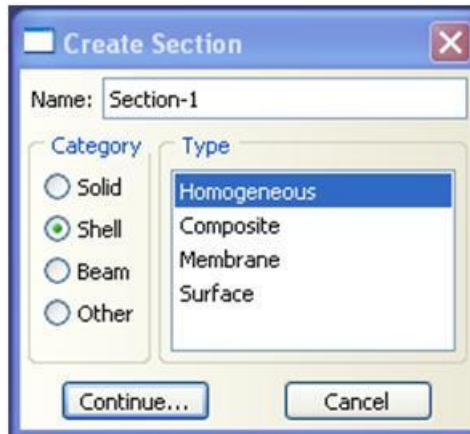 Create Section
Name: Section-1
Category
Solid
Shell
Beam
Other
Type
Homogeneous
Composite
Membrane
Surface
Continue...
Cancel